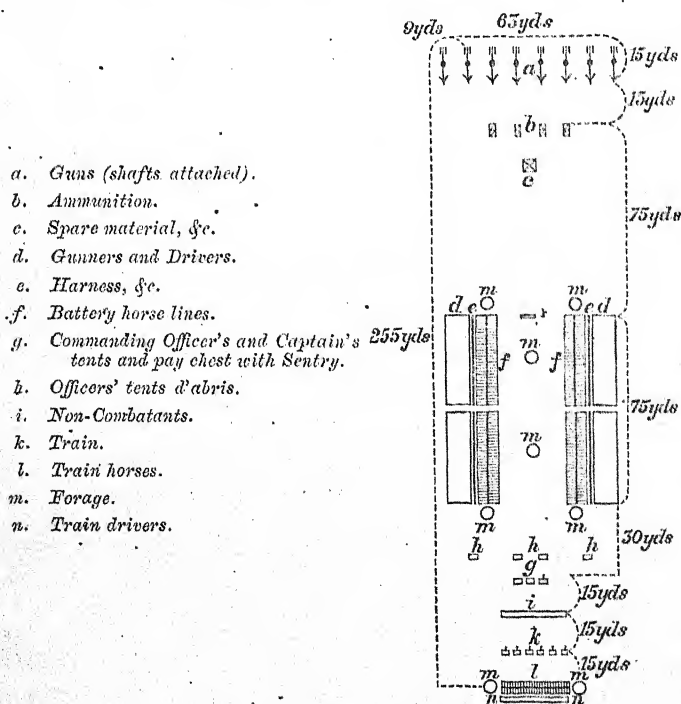 9yds 63yds
15yds
a
15yds
b
c
75yds
a. Guns (shafts attached).
b. Ammunition.
c. Spare material, &c.
d. Gunners and Drivers.
e. Harness, &c.
f. Battery horse lines.
g. Commanding Officer's and Captain's
tents and pay chest with Sentry.
h. Officers' tents d'abris.
i. Non-Combatants.
k. Train.
l. Train horses.
m. Forage.
n. Train drivers.
255yds
m m
d e e d
f m f
75yds
m
m m
h h h
30yds
g
15yds
i
15yds
k
15yds
m l m
n n